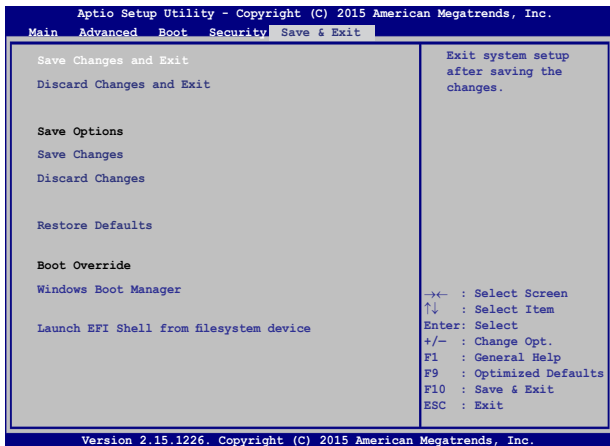 Aptio Setup Utility - Copyright (C) 2015 American Megatrends, Inc.
Main Advanced Boot Security Save & Exit
Save Changes and Exit
Discard Changes and Exit
Save Options
Save Changes
Discard Changes
Restore Defaults
Boot Override
Windows Boot Manager
Launch EFI Shell from filesystem device
Exit system setup
after saving the
changes.
→← : Select Screen
↑↓ : Select Item
Enter: Select
+/— : Change Opt.
F1 : General Help
F9 : Optimized Defaults
F10 : Save & Exit
ESC : Exit
Version 2.15.1226. Copyright (C) 2015 American Megatrends, Inc.